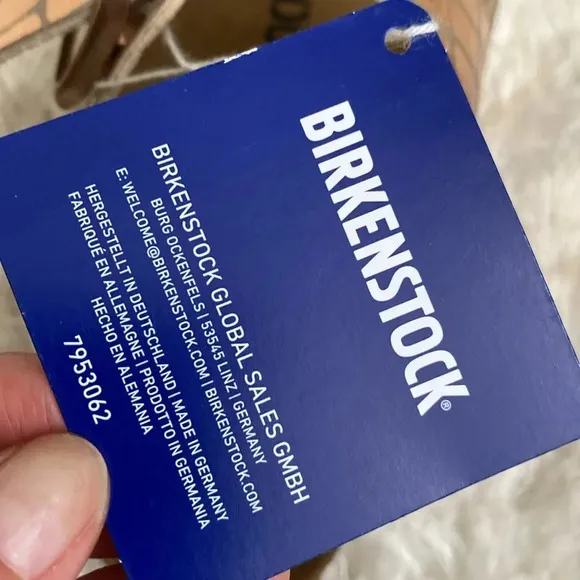 BIRKENSTOCK®
BIRKENSTOCK GLOBAL SALES GMBH
BURG OCKENFELS | 53545 LINZ | GERMANY
E: WELCOME@BIRKENSTOCK.COM | BIRKENSTOCK.COM
HERGESTELLT IN DEUTSCHLAND | MADE IN GERMANY
FABRIQUÉ EN ALLEMAGNE | PRODOTTO IN GERMANIA
HECHO EN ALEMANIA
7953062